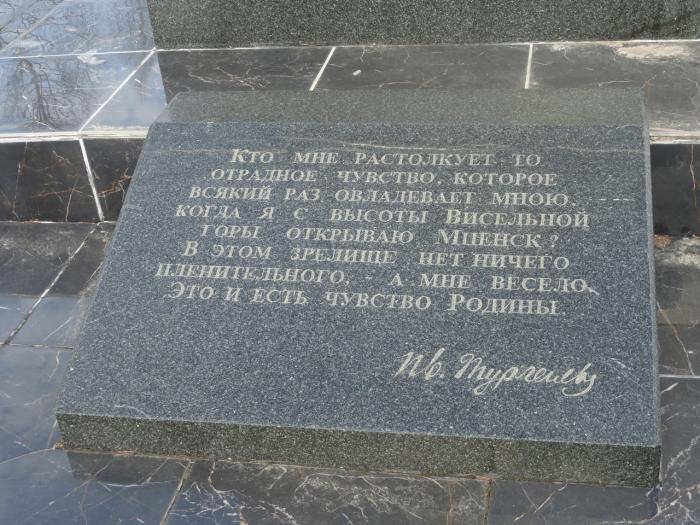 Кто мне растолкует то
отрадное чувство, которое
всякий раз овладевает мною,
когда я с высоты Висельной
горы открываю Мценск?
В этом зрелище нет ничего
пленительного, - а мне весело.
Это и есть чувство Родины.
Ив. Тургеневъ